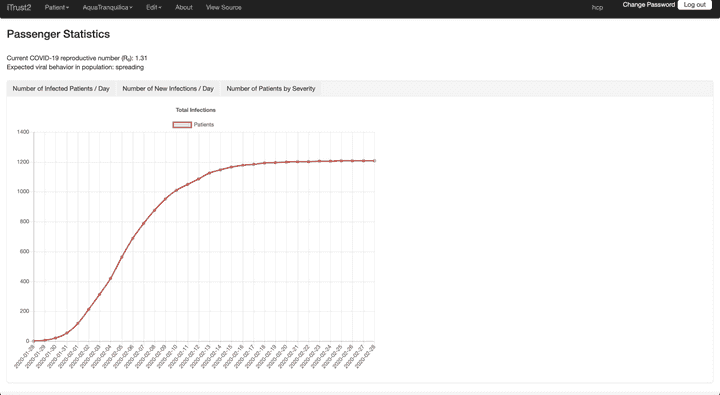 iTrust2 Patient AquaTranquilica Edit About View Source hcp Change Password Log out
Passenger Statistics
Current COVID-19 reproductive number (R₀): 1.31
Expected viral behavior in population: spreading
Number of Infected Patients / Day Number of New Infections / Day Number of Patients by Severity
Total Infections
Patients
1400
1200
1000
800
600
400
200
0
2020-01-28 2020-01-29 2020-01-30 2020-01-31 2020-02-01 2020-02-02 2020-02-03 2020-02-04 2020-02-05 2020-02-06 2020-02-07 2020-02-08 2020-02-09 2020-02-10 2020-02-11 2020-02-12 2020-02-13 2020-02-14 2020-02-15 2020-02-16 2020-02-17 2020-02-18 2020-02-19 2020-02-20 2020-02-21 2020-02-22 2020-02-23 2020-02-24 2020-02-25 2020-02-26 2020-02-27 2020-02-28